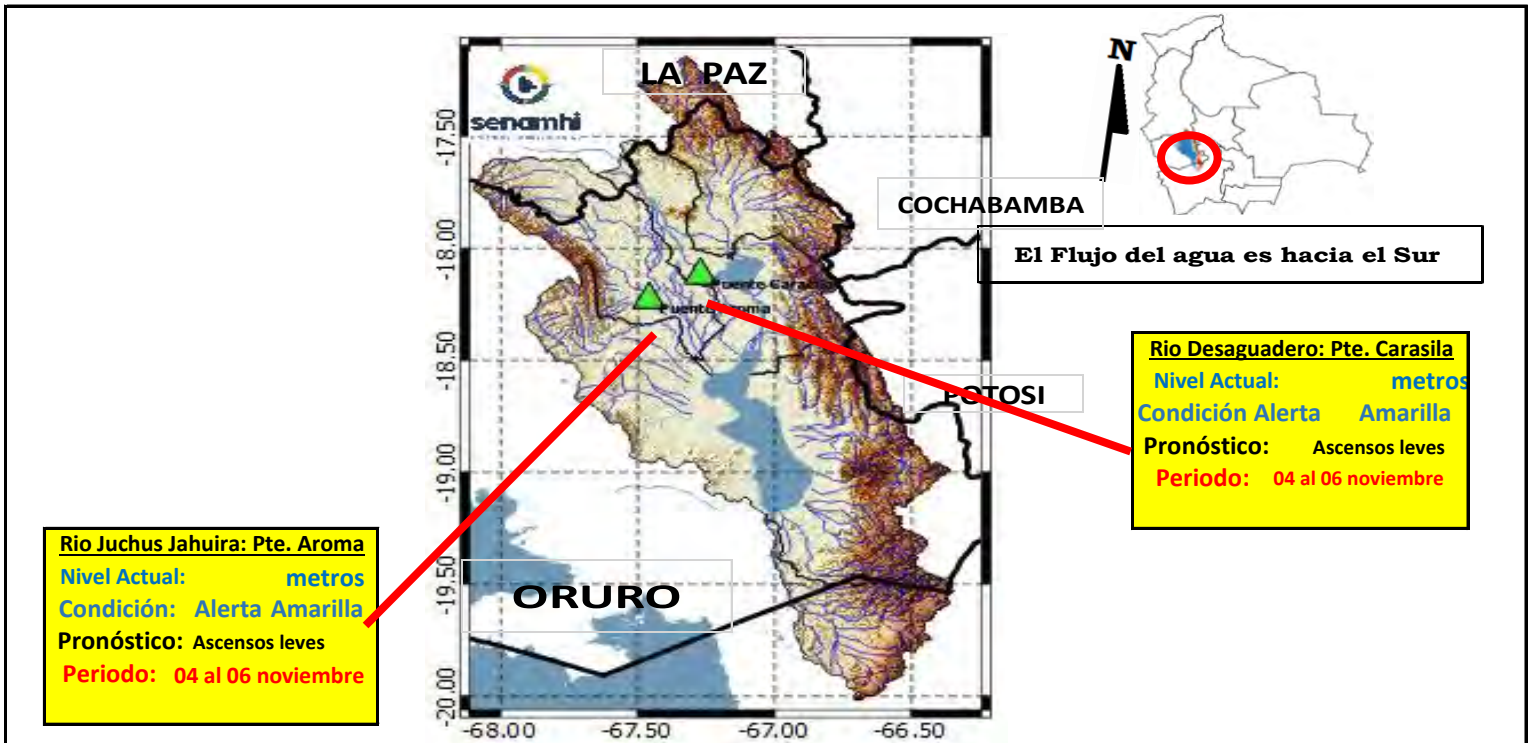 LA PAZ
senamhi
N
COCHABAMBA
El Flujo del agua es hacia el Sur
Puente Aroma
POTOSI
Rio Desaguadero: Pte. Carasila
Nivel Actual: metros
Condición Alerta Amarilla
Pronóstico: Ascensos leves
Periodo: 04 al 06 noviembre
Rio Juchus Jahuira: Pte. Aroma
Nivel Actual: metros
Condición: Alerta Amarilla
Pronóstico: Ascensos leves
Periodo: 04 al 06 noviembre
ORURO
-17.50
-18.00
-18.50
-19.00
-19.50
-20.00
-68.00 -67.50 -67.00 -66.50